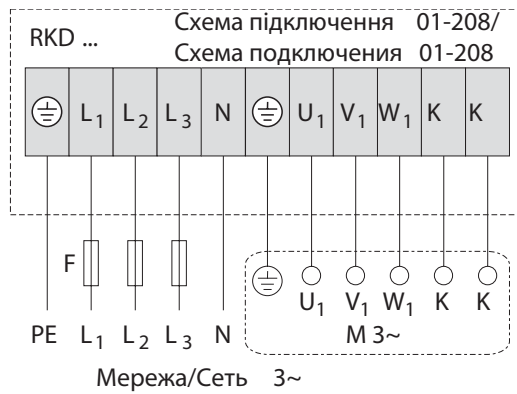 RKD ... Схема підключення 01-208/
Схема подключения 01-208
L₁ L₂ L₃ N U₁ V₁ W₁ K K
F
U₁ V₁ W₁ K K
PE L₁ L₂ L₃ N M 3~
Мережа/Сеть 3~